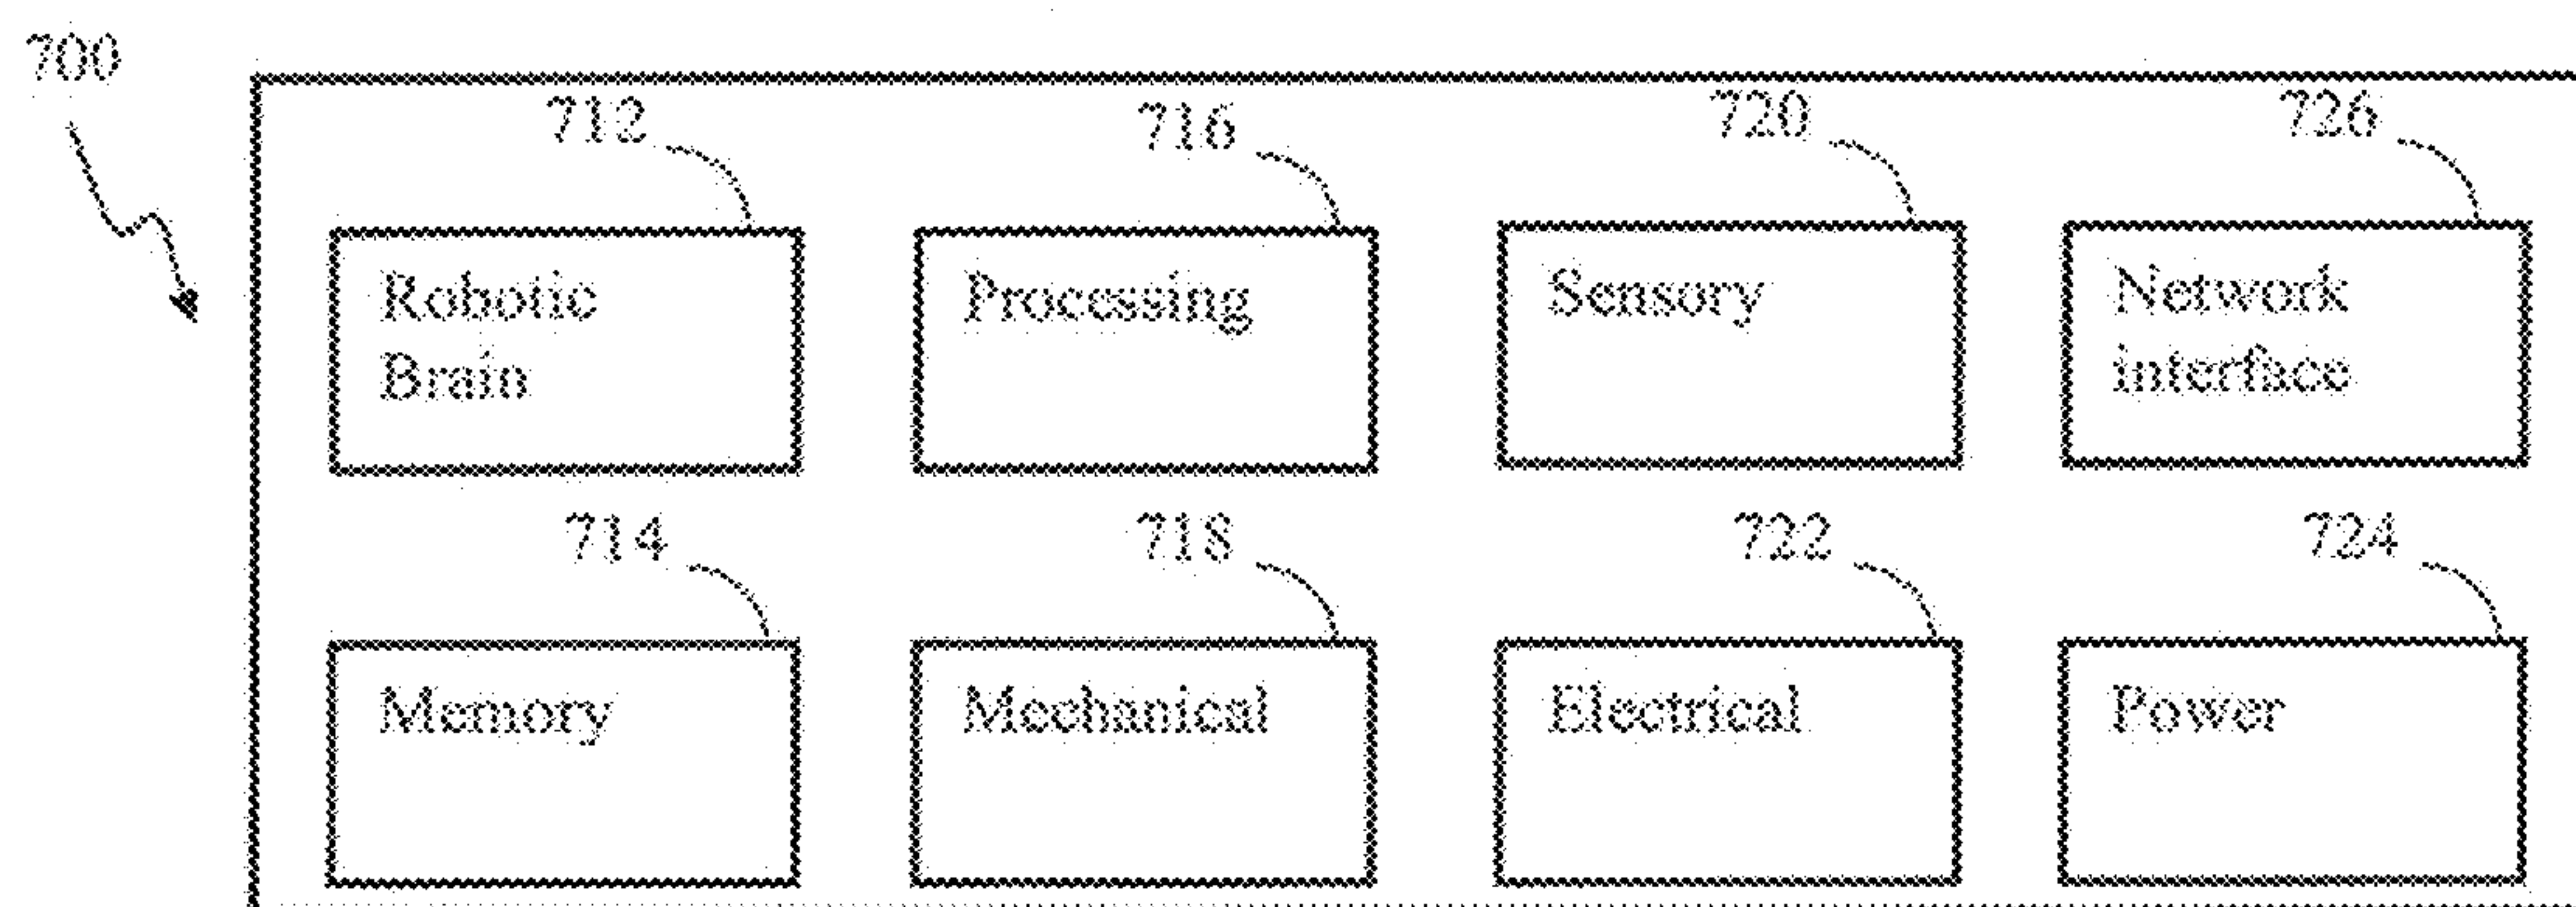 700
712
716
720
726
Robotic
Brain
Processing
Sensory
Network
interface
714
718
722
724
Memory
Mechanical
Electrical
Power